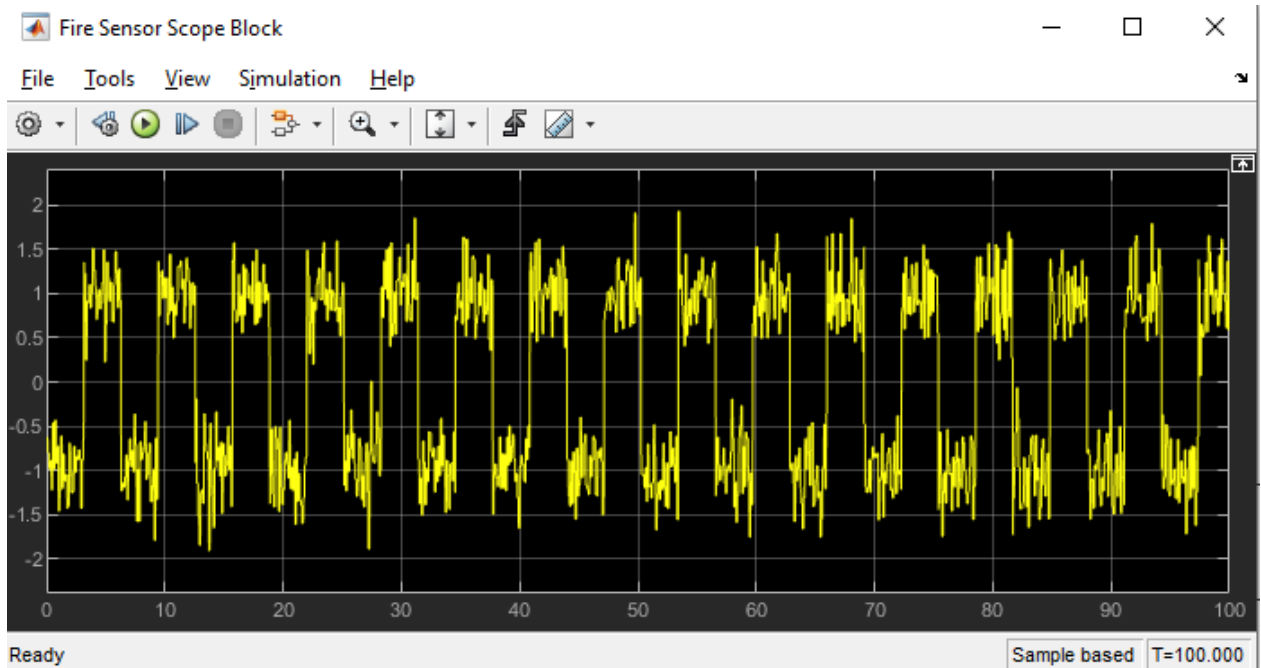 Fire Sensor Scope Block
File Tools View Simulation Help
2
1.5
1
0.5
0
-0.5
-1
-1.5
-2
0 10 20 30 40 50 60 70 80 90 100
Ready Sample based T=100.000